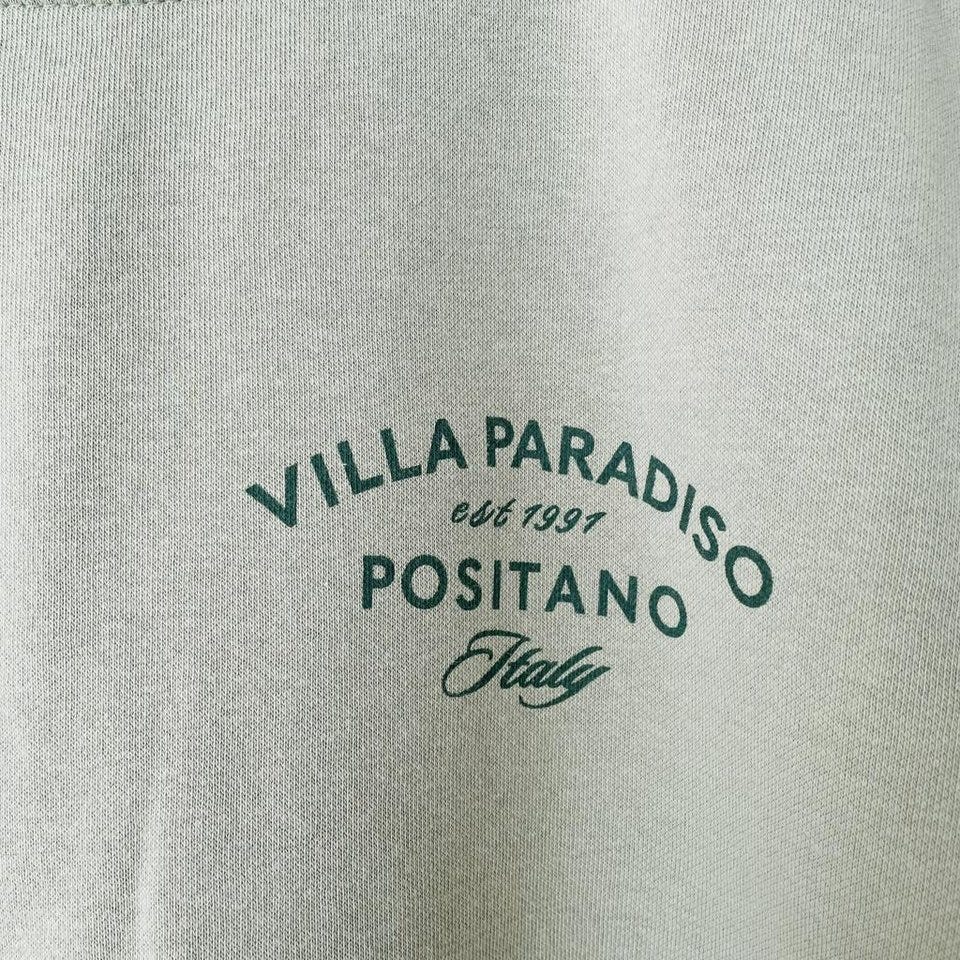 VILLA PARADISO
est 1991
POSITANO
Italy